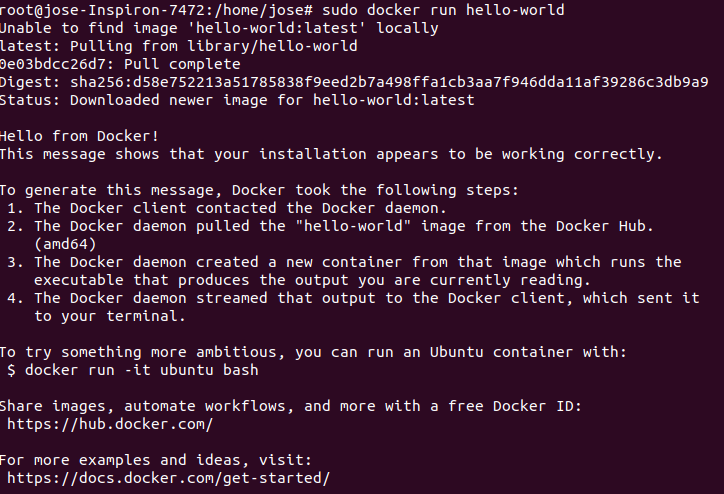 root@jose-Inspiron-7472:/home/jose# sudo docker run hello-world
Unable to find image 'hello-world:latest' locally
latest: Pulling from library/hello-world
0e03bdcc26d7: Pull complete
Digest: sha256:d58e752213a51785838f9eed2b7a498ffa1cb3aa7f946dda11af39286c3db9a9
Status: Downloaded newer image for hello-world:latest

Hello from Docker!
This message shows that your installation appears to be working correctly.

To generate this message, Docker took the following steps:
 1. The Docker client contacted the Docker daemon.
 2. The Docker daemon pulled the "hello-world" image from the Docker Hub.
    (amd64)
 3. The Docker daemon created a new container from that image which runs the
    executable that produces the output you are currently reading.
 4. The Docker daemon streamed that output to the Docker client, which sent it
    to your terminal.

To try something more ambitious, you can run an Ubuntu container with:
 $ docker run -it ubuntu bash

Share images, automate workflows, and more with a free Docker ID:
 https://hub.docker.com/

For more examples and ideas, visit:
 https://docs.docker.com/get-started/